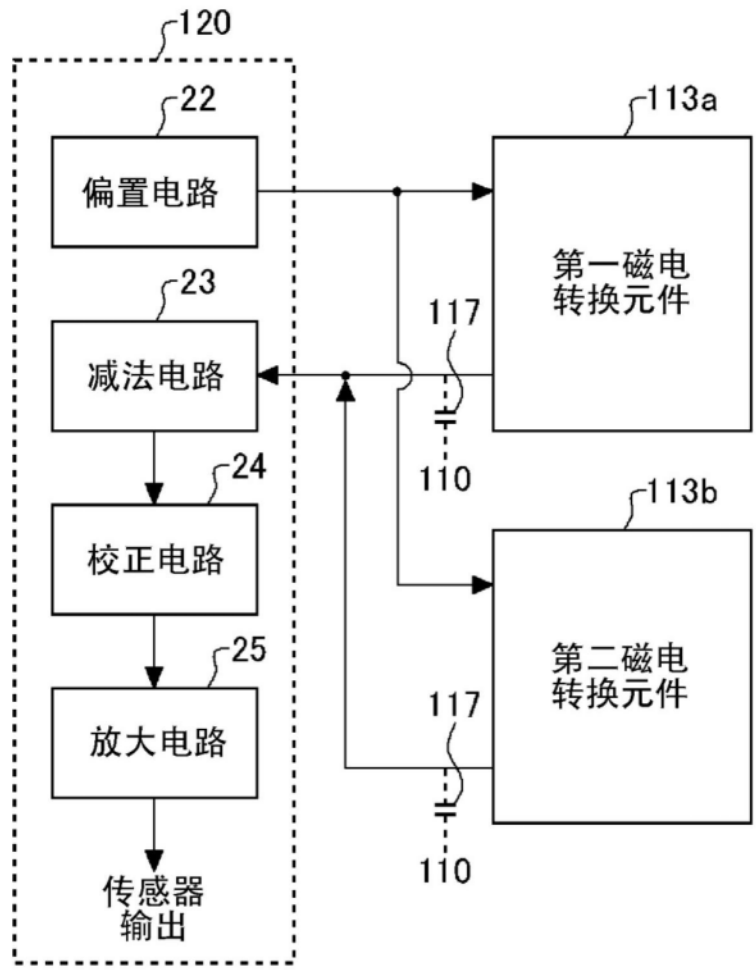 120
22
偏置电路
113a
第一磁电
转换元件
23
减法电路
117
110
24
校正电路
113b
第二磁电
转换元件
25
放大电路
117
110
传感器
输出